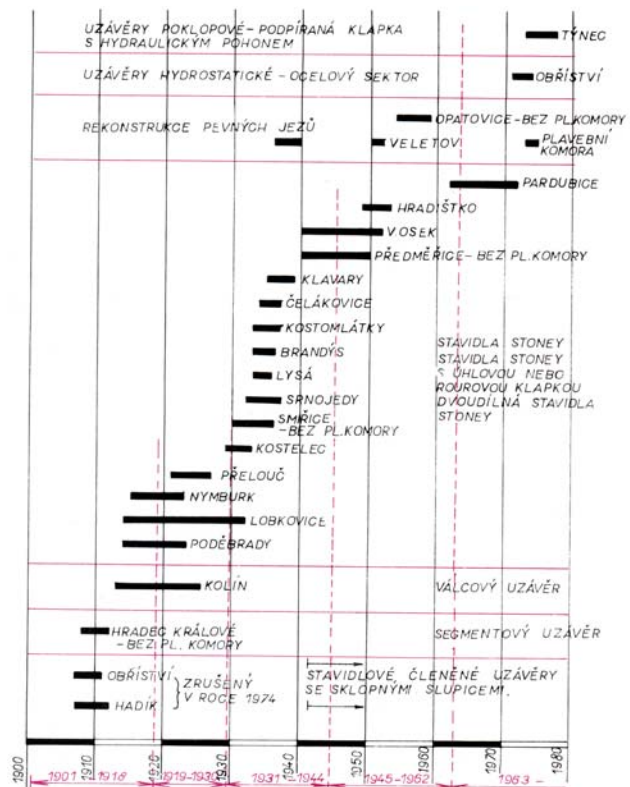 UZÁVĚRY POKLOPOVÉ-PODPÍRANÁ KLAPKA
S HYDRAULICKÝM POHONEM
TÝNEC
UZÁVĚRY HYDROSTATICKÉ-OCELOVÝ SEKTOR
OBŘÍSTVÍ
OPATOVICE-BEZ PL.KOMORY
REKONSTRUKCE PEVNÝCH JEZŮ
VELETOV
PLAVEBNÍ
KOMORA
PARDUBICE
HRADIŠTKO
VOSEK
PŘEDMĚŘICE-BEZ PL.KOMORY
KLAVARY
ČELÁKOVICE
KOSTOMLÁTKY
STAVIDLA STONEY
BRANDÝS
STAVIDLA STONEY
LYSÁ
S ÚHLOVOU NEBO
ROUROVOU KLAPKOU
SRNOJEDY
DVOUDÍLNÁ STAVIDLA
STONEY
SMIŘICE
-BEZ PL.KOMORY
KOSTELEC
PŘELOUČ
NYMBURK
LOBKOVICE
PODĚBRADY
KOLÍN
VÁLCOVÝ UZÁVĚR
HRADEC KRÁLOVÉ
-BEZ PL. KOMORY
SEGMENTOVÝ UZÁVĚR
OBŘÍSTVÍ
ZRUŠENÝ
STAVIDLOVÉ ČLENĚNÉ UZÁVĚRY
V ROCE 1974
SE SKLOPNÝMI SLUPICEMI.
HADÍK
1900 1910 1920 1930 1940 1950 1960 1970 1980
1901-1918 1919-1930 1931-1944 1945-1962 1963-